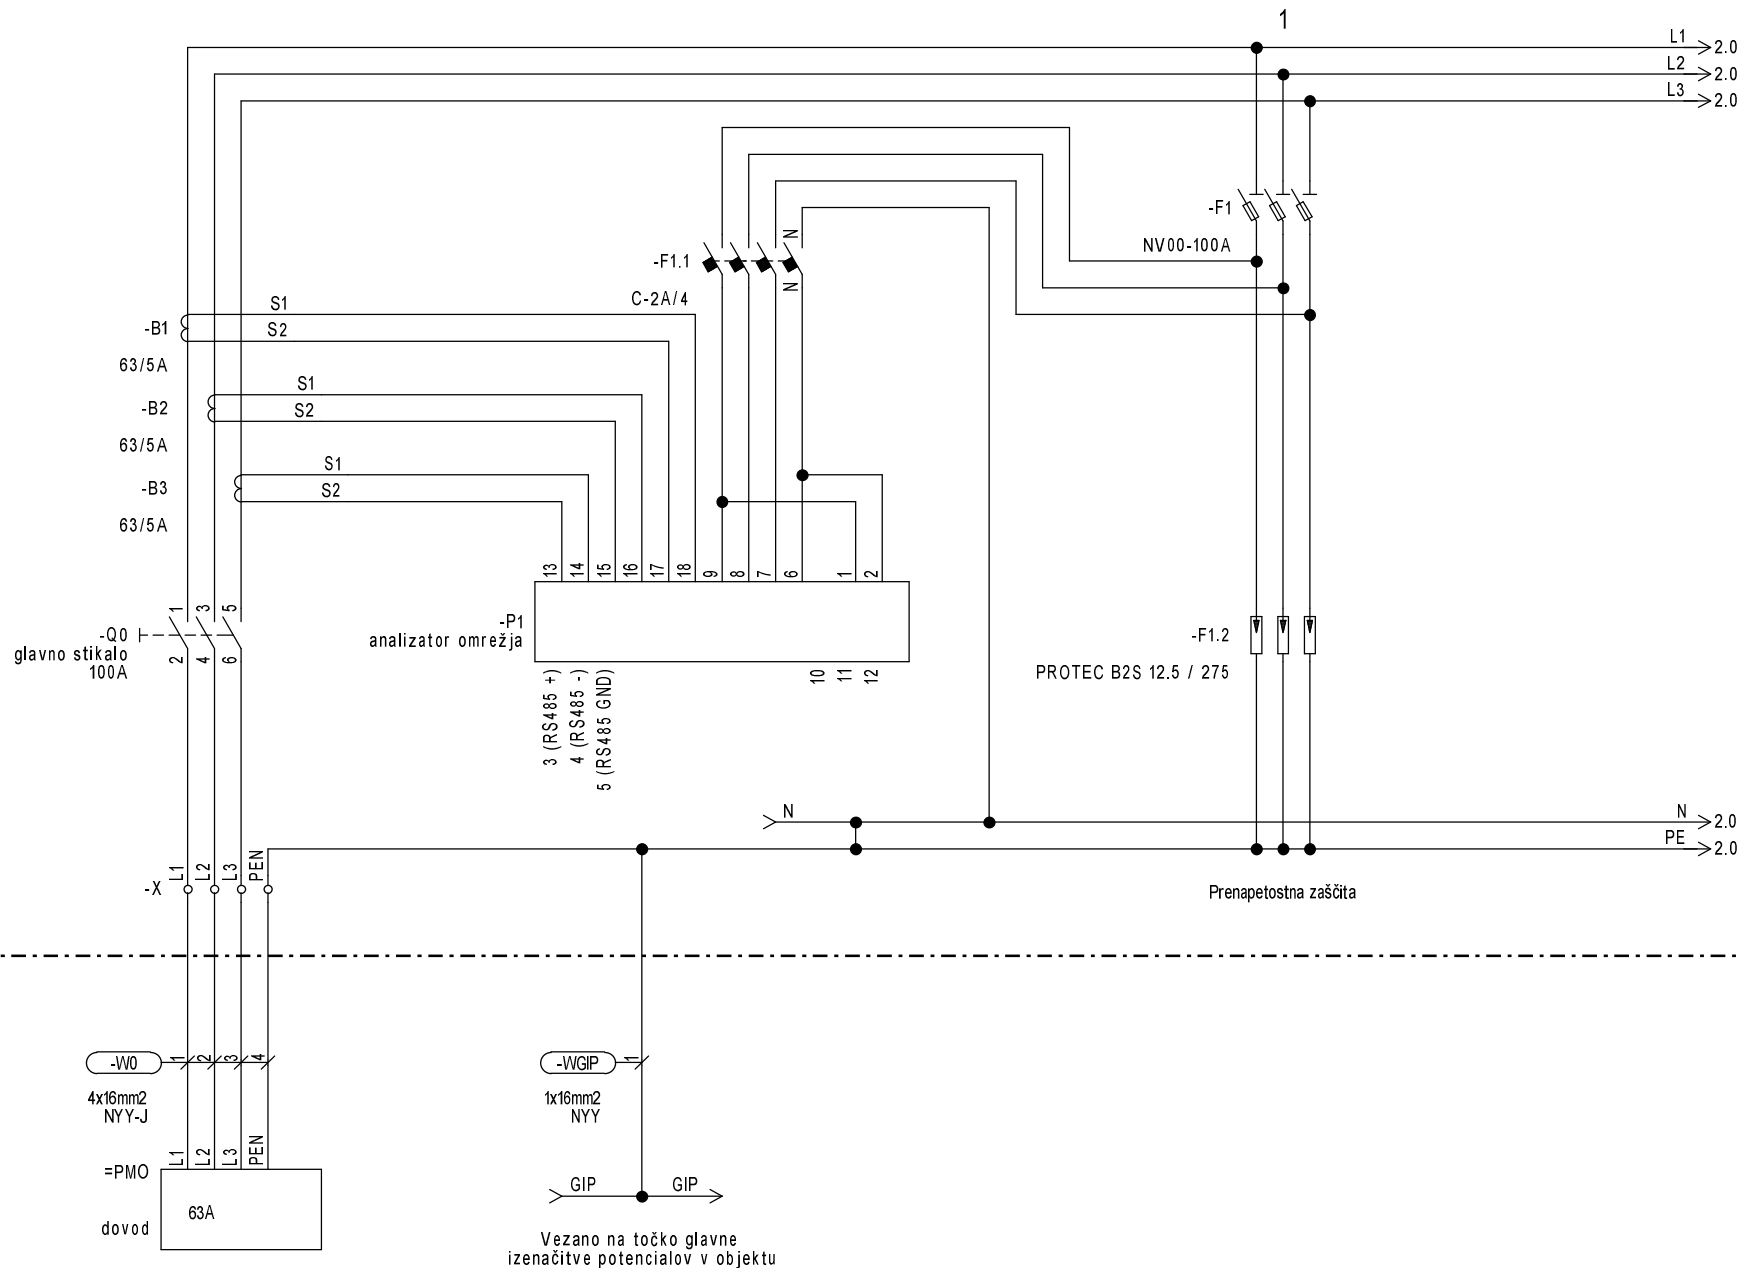 1
L1
2.0
L2
2.0
L3
2.0
-F1
NV00-100A
N
-F1.1
N
C-2A/4
S1
-B1
S2
63/5A
S1
-B2
S2
63/5A
S1
-B3
S2
63/5A
13
14
15
16
17
18
9
8
7
6
1
2
1
3
5
-Q0
glavno stikalo
100A
2
4
6
-P1
analizator omrežja
3 (RS485 +)
4 (RS485 -)
5 (RS485 GND)
10
11
12
-F1.2
PROTEC B2S 12.5 / 275
N
N
2.0
PE
2.0
-X
L1
L2
L3
PEN
Prenapetostna zaščita
-W0
1
2
3
4
4x16mm2
NYY-J
-WGIP
1
1x16mm2
NYY
=PMO
L1
L2
L3
PEN
63A
dovod
GIP
GIP
Vezano na točko glavne
izenačitve potencialov v objektu